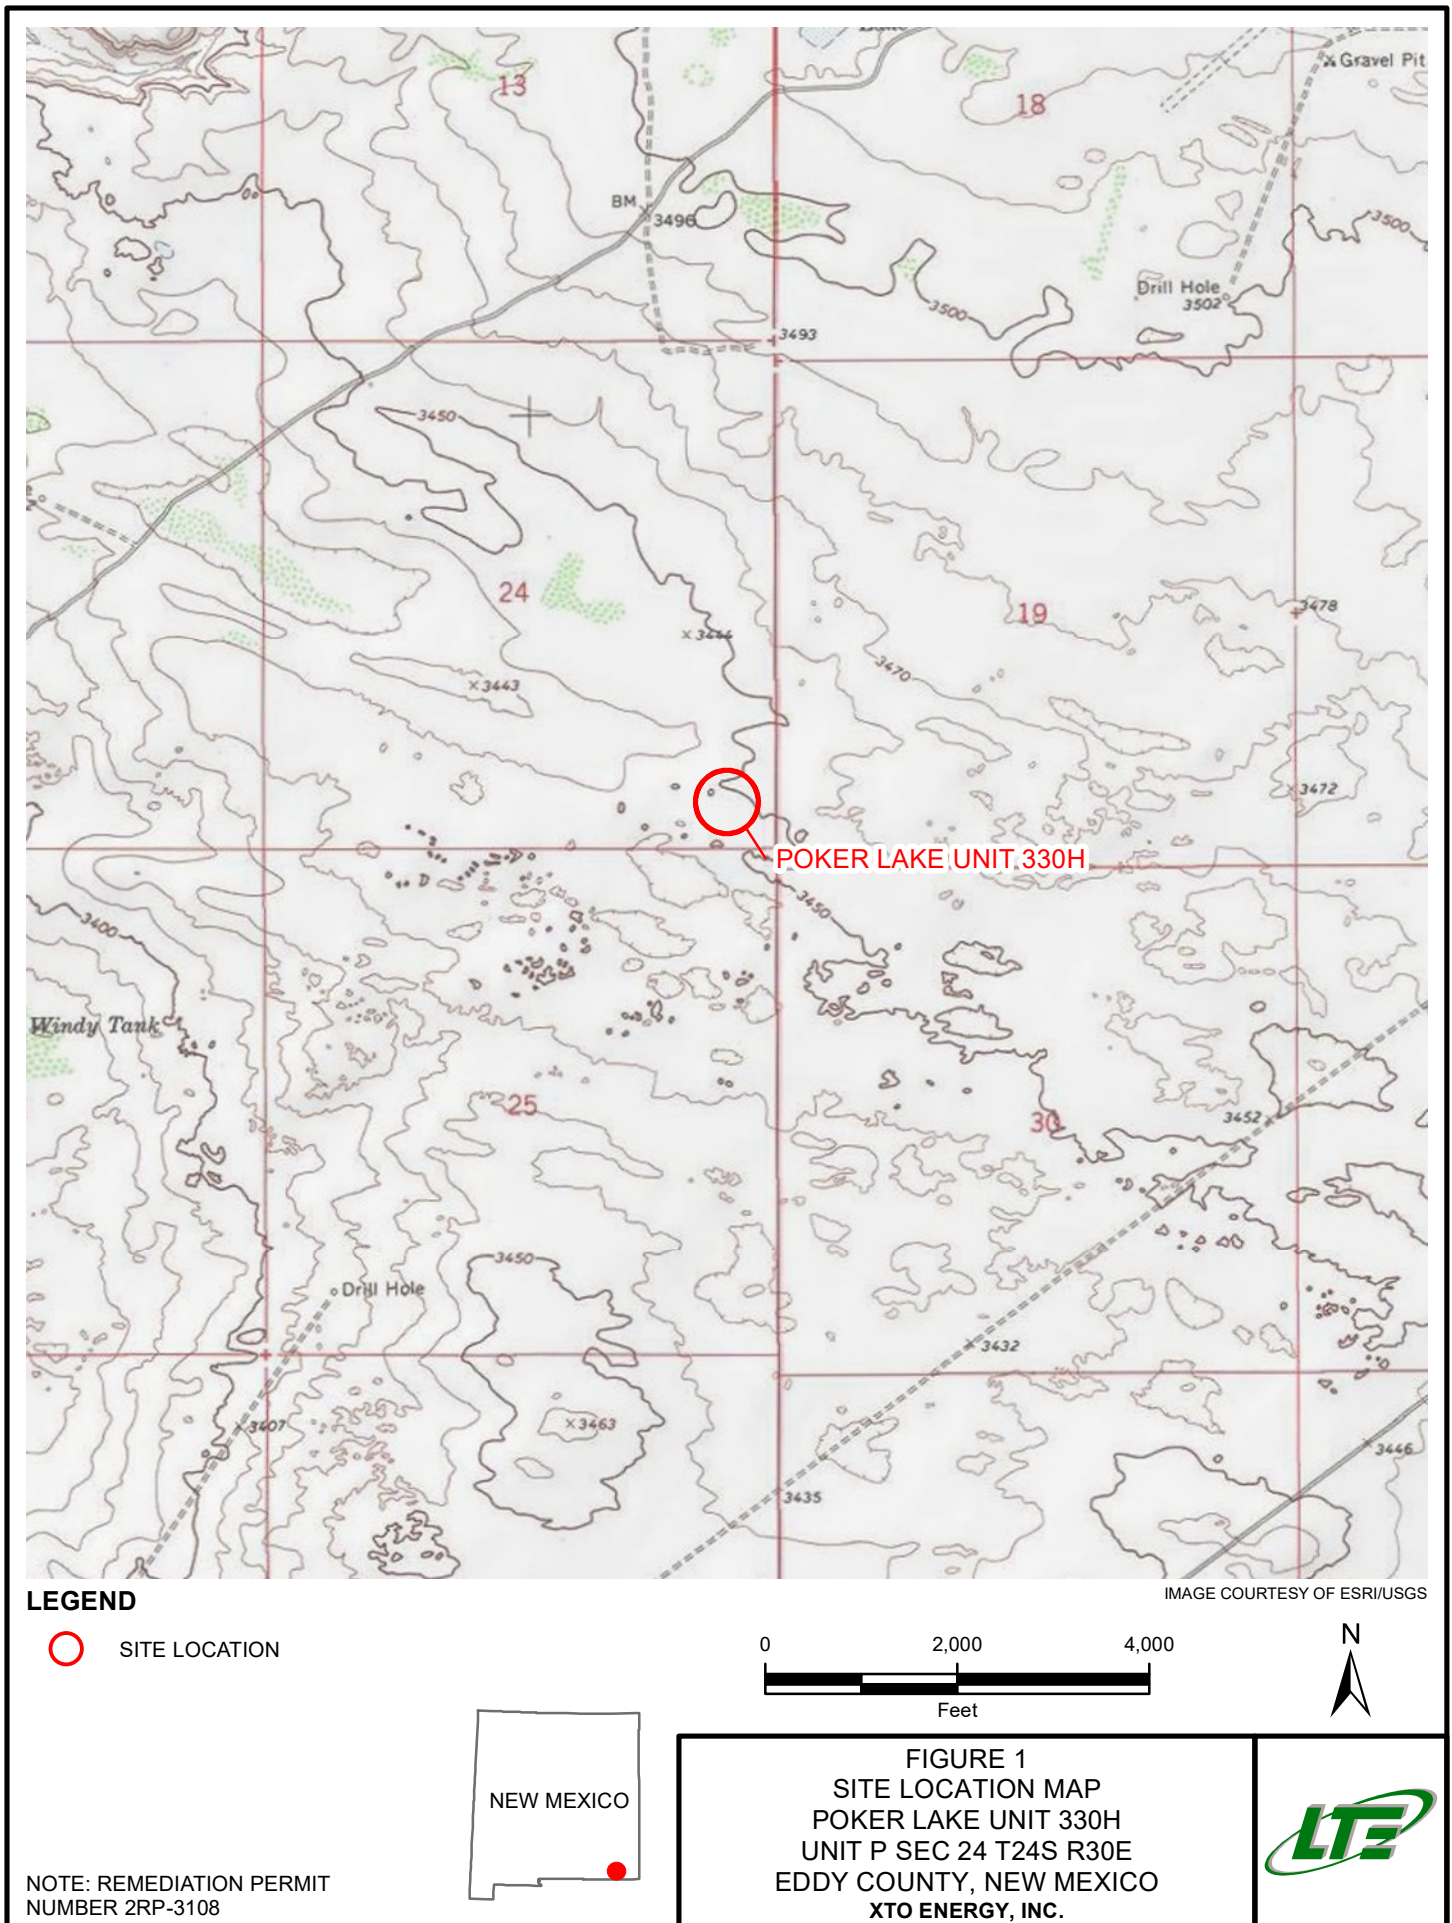 13
18
Gravel Pit
BM
3496
3500
3500
Drill Hole
3502
3493
3450
24
19
3478
3444
3443
3470
3472
POKER LAKE UNIT 330H
3450
3400
Windy Tank
25
30
3452
3450
Drill Hole
3432
3407
3463
3446
3435
LEGEND
IMAGE COURTESY OF ESRI/USGS
SITE LOCATION
0 2,000 4,000
Feet
N
NEW MEXICO
FIGURE 1
SITE LOCATION MAP
POKER LAKE UNIT 330H
UNIT P SEC 24 T24S R30E
EDDY COUNTY, NEW MEXICO
XTO ENERGY, INC.
LTE
NOTE: REMEDIATION PERMIT
NUMBER 2RP-3108